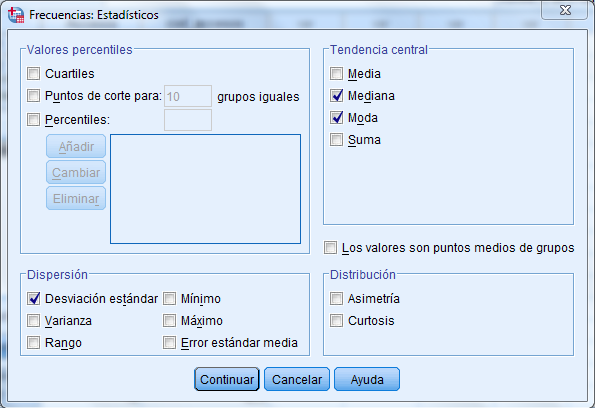 Frecuencias: Estadísticos
Valores percentiles
Cuartiles
Puntos de corte para: 10 grupos iguales
Percentiles:
Añadir
Cambiar
Eliminar
Tendencia central
Media
Mediana
Moda
Suma
Los valores son puntos medios de grupos
Dispersión
Desviación estándar Mínimo
Varianza Máximo
Rango Error estándar media
Distribución
Asimetría
Curtosis
Continuar Cancelar Ayuda